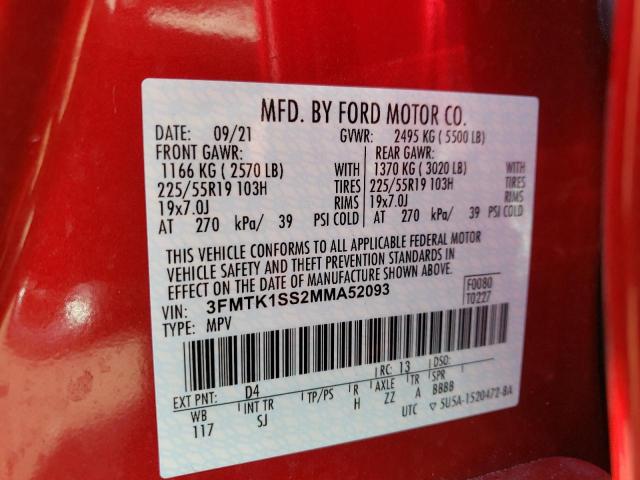 MFD. BY FORD MOTOR CO.
DATE: 09/21 GVWR: 2495 KG ( 5500 LB)
FRONT GAWR: REAR GAWR:
1166 KG ( 2570 LB) WITH 1370 KG ( 3020 LB) WITH
225/55R19 103H TIRES 225/55R19 103H TIRES
19x7.0J RIMS 19x7.0J RIMS
AT 270 kPa/ 39 PSI COLD AT 270 kPa/ 39 PSI COLD
THIS VEHICLE CONFORMS TO ALL APPLICABLE FEDERAL MOTOR
VEHICLE SAFETY AND THEFT PREVENTION STANDARDS IN
EFFECT ON THE DATE OF MANUFACTURE SHOWN ABOVE.
VIN: 3FMTK1SS2MMA52093 F0080
TYPE: MPV T0227
EXT PNT: D4 RC: 13 DSO:
WB INT TR TP/PS R AXLE TR SPR
117 SJ H ZZ A BBBB
UTC ▽ 5U5A-1520472-BA